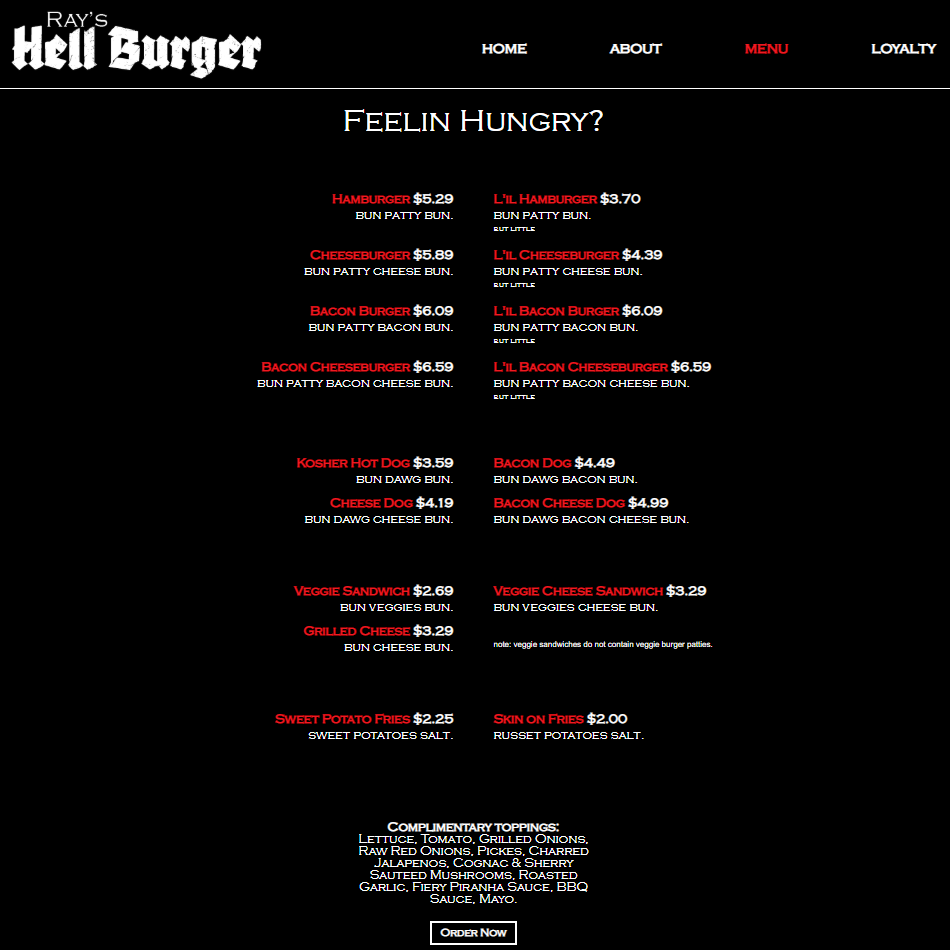 Ray's
Hell Burger
HOME
ABOUT
MENU
LOYALTY
Feelin Hungry?
Hamburger $5.29
BUN PATTY BUN.
L'il Hamburger $3.70
BUN PATTY BUN.
BUT LITTLE
Cheeseburger $5.89
BUN PATTY CHEESE BUN.
L'il Cheeseburger $4.39
BUN PATTY CHEESE BUN.
BUT LITTLE
Bacon Burger $6.09
BUN PATTY BACON BUN.
L'il Bacon Burger $6.09
BUN PATTY BACON BUN.
BUT LITTLE
Bacon Cheeseburger $6.59
BUN PATTY BACON CHEESE BUN.
L'il Bacon Cheeseburger $6.59
BUN PATTY BACON CHEESE BUN.
BUT LITTLE
Kosher Hot Dog $3.59
BUN DAWG BUN.
Bacon Dog $4.49
BUN DAWG BACON BUN.
Cheese Dog $4.19
BUN DAWG CHEESE BUN.
Bacon Cheese Dog $4.99
BUN DAWG BACON CHEESE BUN.
Veggie Sandwich $2.69
BUN VEGGIES BUN.
Veggie Cheese Sandwich $3.29
BUN VEGGIES CHEESE BUN.
Grilled Cheese $3.29
BUN CHEESE BUN.
note: veggie sandwiches do not contain veggie burger patties.
Sweet Potato Fries $2.25
SWEET POTATOES SALT.
Skin on Fries $2.00
RUSSET POTATOES SALT.
Complimentary toppings:
Lettuce, Tomato, Grilled Onions,
Raw Red Onions, Pickes, Charred
Jalapenos, Cognac & Sherry
Sauteed Mushrooms, Roasted
Garlic, Fiery Piranha Sauce, BBQ
Sauce, Mayo.
Order Now